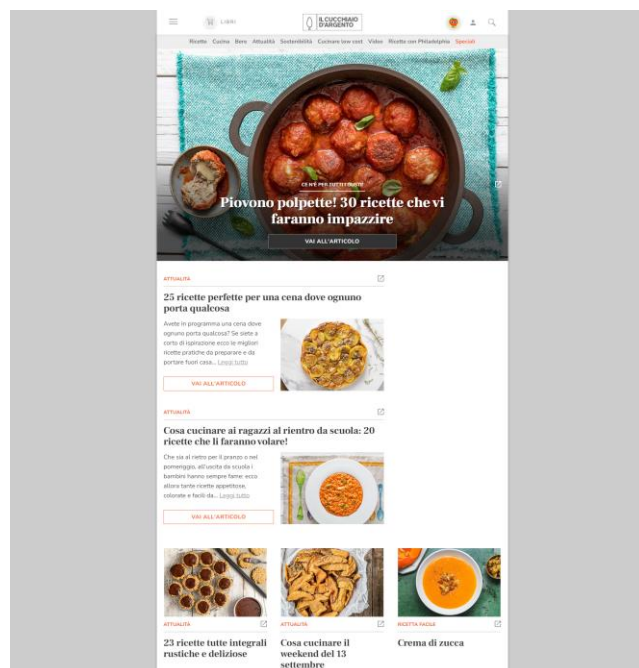 LIBRI
IL CUCCHIAIO
D'ARGENTO
Ricette Cucina Bere Attualità Sostenibilità Cucinare low cost Video Ricette con Philadelphia Speciali
CE N'È PER TUTTI I GUSTI!
Piovono polpette! 30 ricette che vi
faranno impazzire
VAI ALL'ARTICOLO
ATTUALITÀ
25 ricette perfette per una cena dove ognuno
porta qualcosa
Avete in programma una cena dove
ognuno porta qualcosa? Se siete a
corto di ispirazione ecco le migliori
ricette pratiche da preparare e da
portare fuori casa... Leggi tutto
VAI ALL'ARTICOLO
ATTUALITÀ
Cosa cucinare ai ragazzi al rientro da scuola: 20
ricette che li faranno volare!
Che sia al rietro per il pranzo o nel
pomeriggio, all'uscita da scuola i
bambini hanno sempre fame: ecco
allora tante ricette appetitose,
colorate e facili da... Leggi tutto
VAI ALL'ARTICOLO
ATTUALITÀ
23 ricette tutte integrali
rustiche e deliziose
ATTUALITÀ
Cosa cucinare il
weekend del 13
settembre
RICETTA FACILE
Crema di zucca